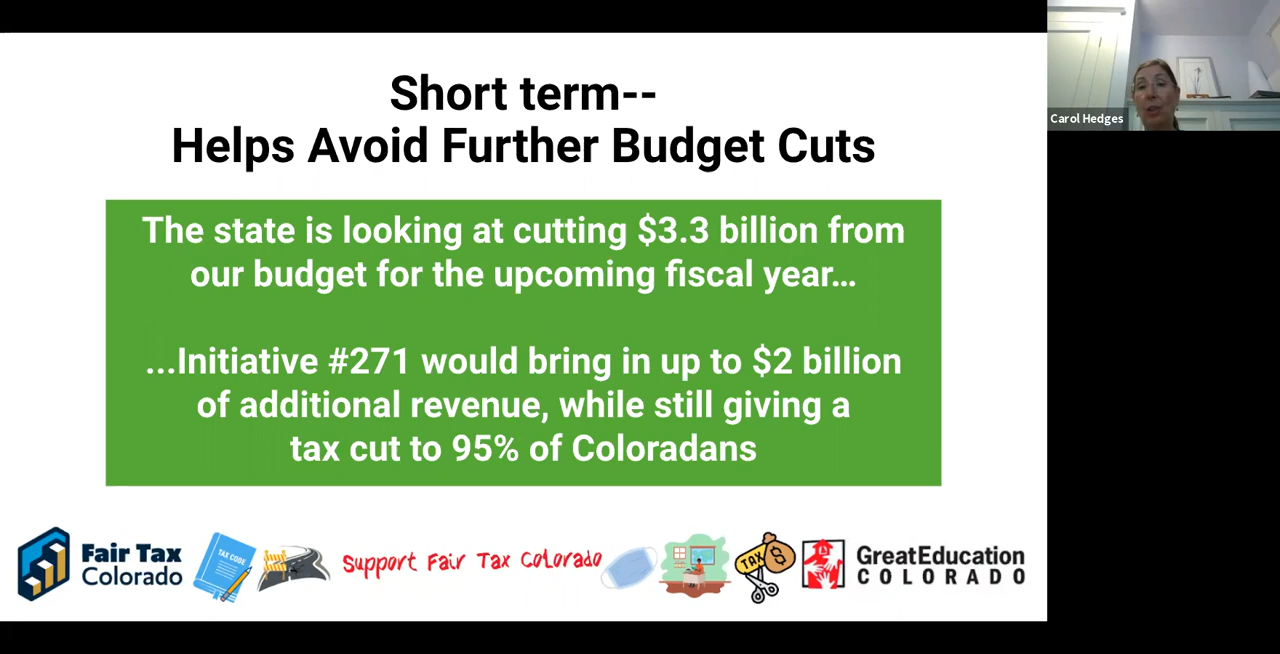 Short term--
Helps Avoid Further Budget Cuts
The state is looking at cutting $3.3 billion from
our budget for the upcoming fiscal year...
...Initiative #271 would bring in up to $2 billion
of additional revenue, while still giving a
tax cut to 95% of Coloradans
Fair Tax
Colorado
TAX CODE
Support Fair Tax Colorado
TAX
$
GreatEducation
COLORADO
Carol Hedges